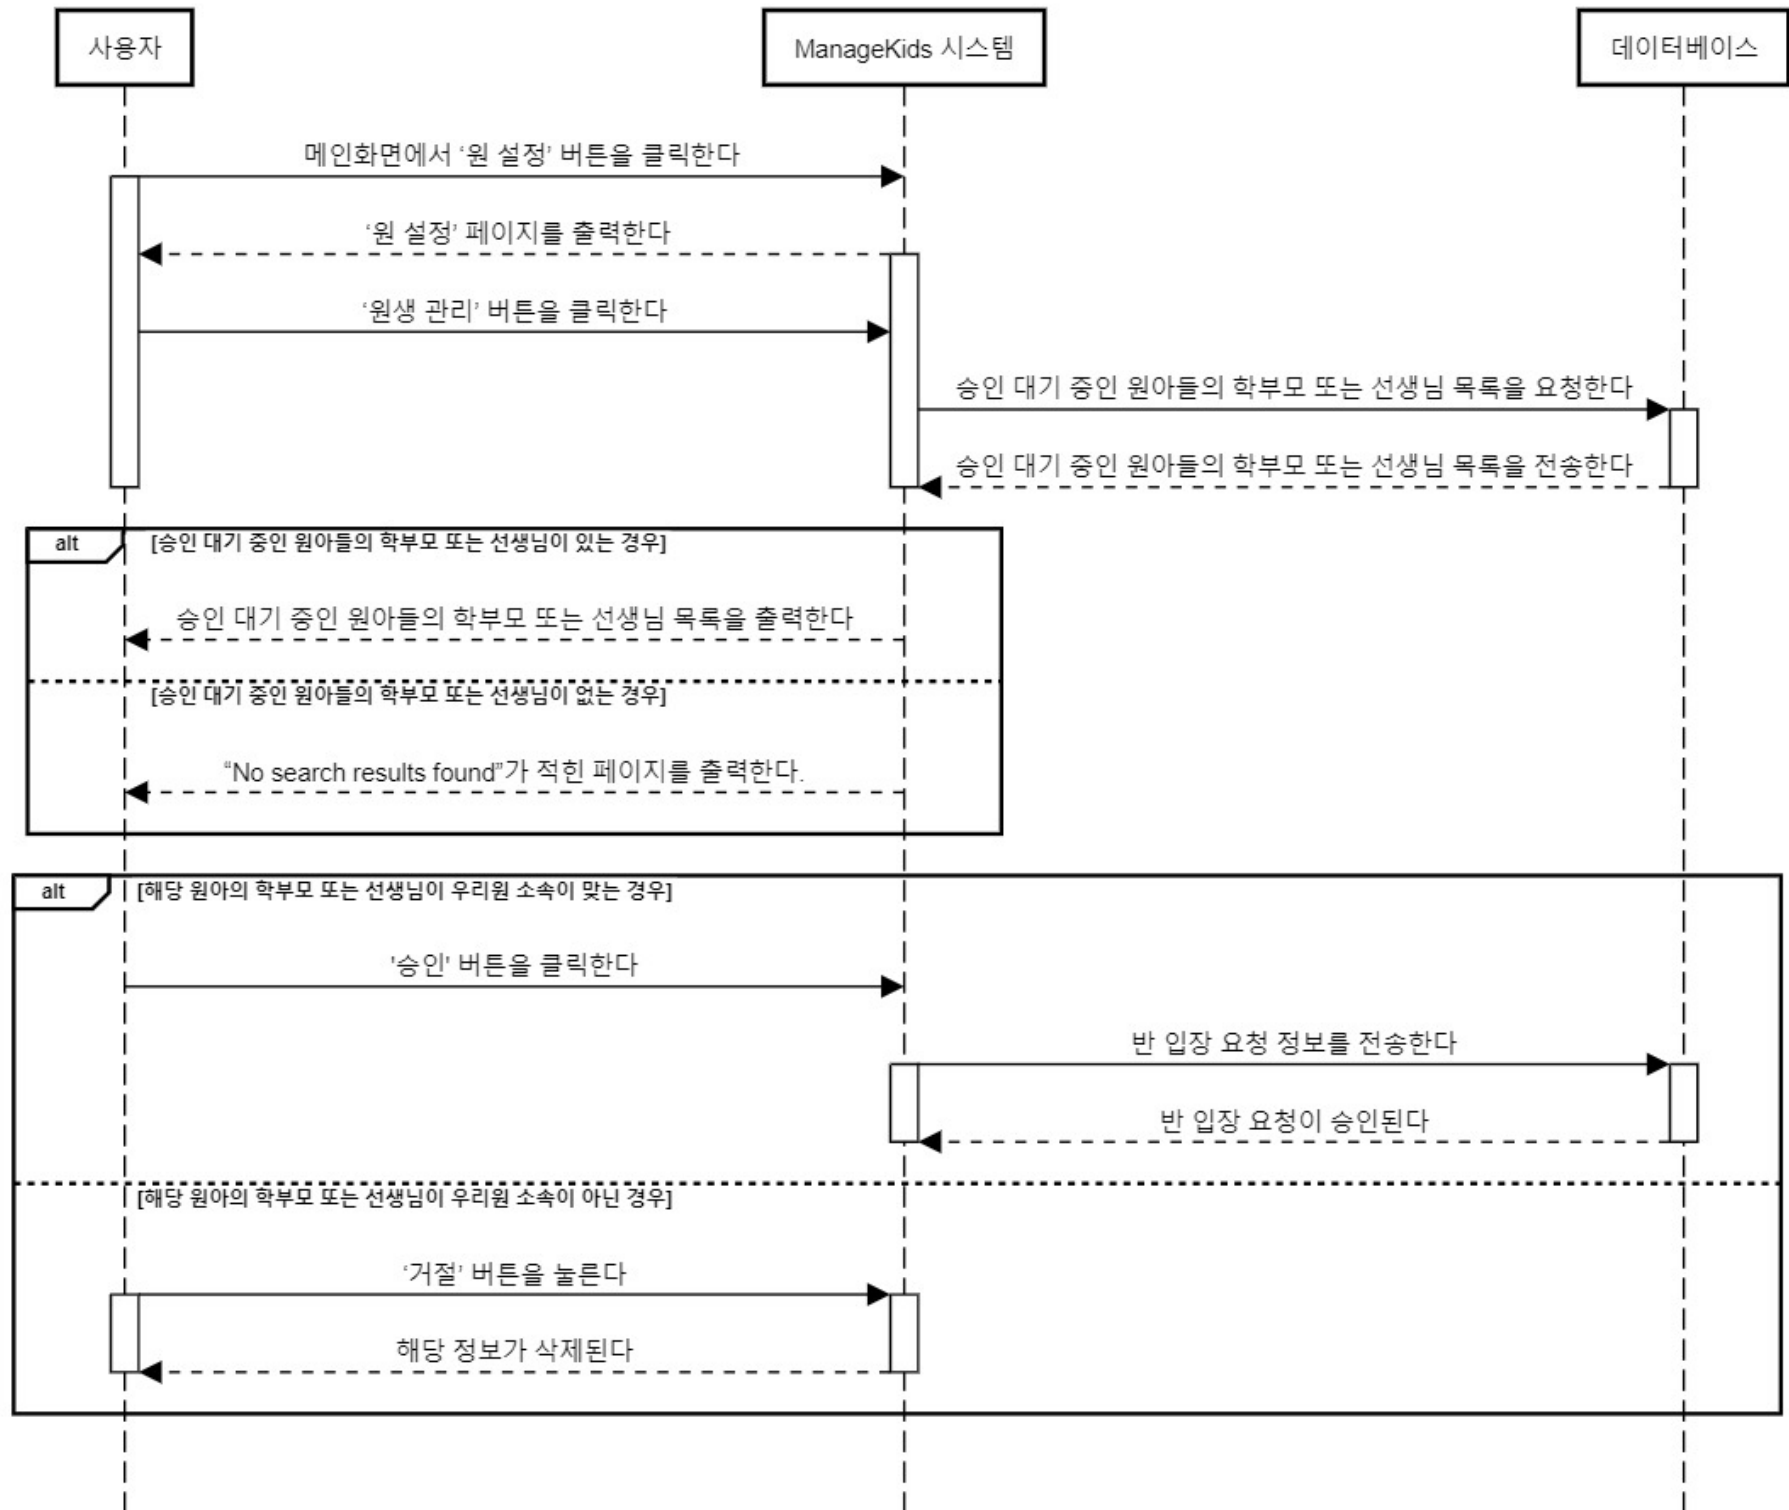 사용자
ManageKids 시스템
데이터베이스
메인화면에서 ‘원 설정’ 버튼을 클릭한다
‘원 설정’ 페이지를 출력한다
‘원생 관리’ 버튼을 클릭한다
승인 대기 중인 원아들의 학부모 또는 선생님 목록을 요청한다
승인 대기 중인 원아들의 학부모 또는 선생님 목록을 전송한다
alt
[승인 대기 중인 원아들의 학부모 또는 선생님이 있는 경우]
승인 대기 중인 원아들의 학부모 또는 선생님 목록을 출력한다
[승인 대기 중인 원아들의 학부모 또는 선생님이 없는 경우]
“No search results found”가 적힌 페이지를 출력한다.
alt
[해당 원아의 학부모 또는 선생님이 우리원 소속이 맞는 경우]
'승인' 버튼을 클릭한다
반 입장 요청 정보를 전송한다
반 입장 요청이 승인된다
[해당 원아의 학부모 또는 선생님이 우리원 소속이 아닌 경우]
‘거절’ 버튼을 눌른다
해당 정보가 삭제된다